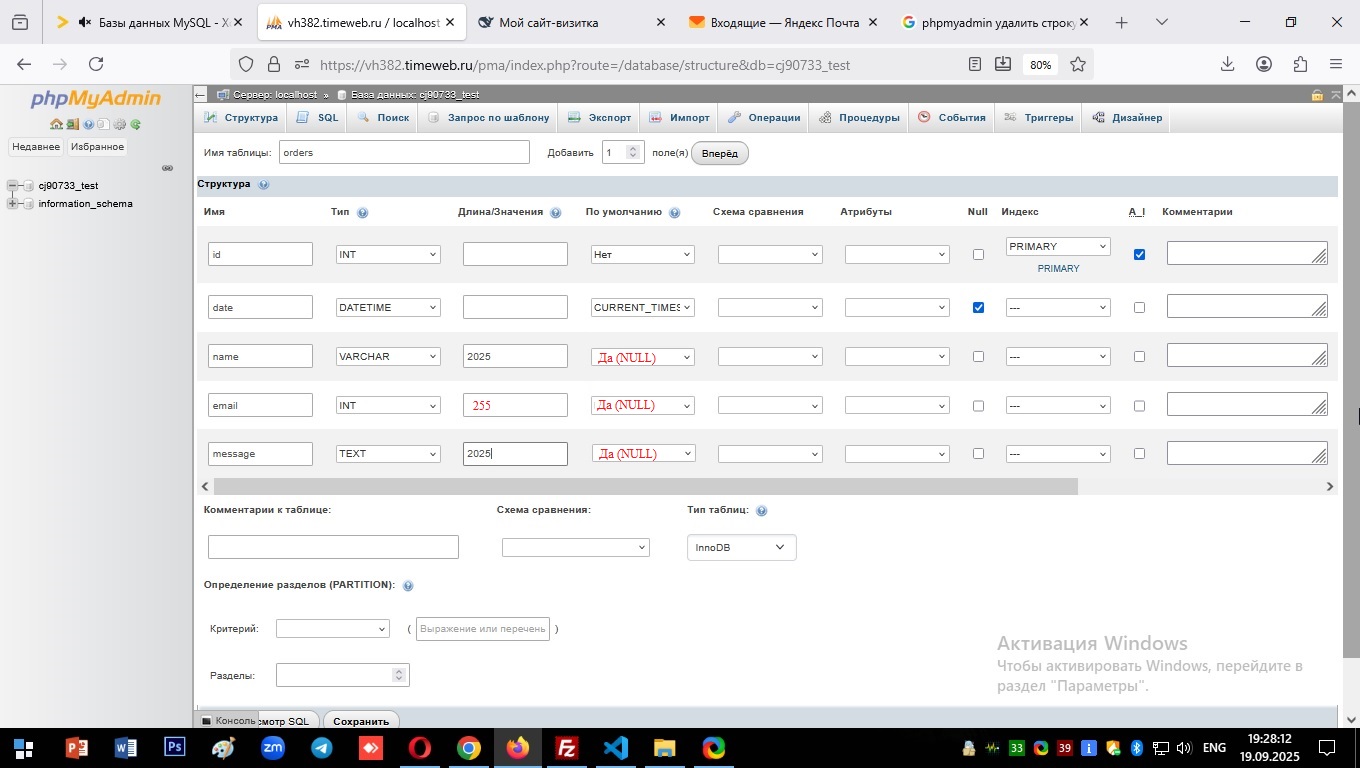 Базы данных MySQL - Х
vh382.timeweb.ru / localhost
Мой сайт-визитка
Входящие — Яндекс Почта
phpmyadmin удалить строку
https://vh382.timeweb.ru/pma/index.php?route=/database/structure&db=cj90733_test
80%
phpMyAdmin
Недавнее Избранное
cj90733_test
information_schema
Сервер: localhost » База данных: cj90733_test
Структура SQL Поиск Запрос по шаблону Экспорт Импорт Операции Процедуры События Триггеры Дизайнер
Имя таблицы: orders Добавить 1 поле(я) Вперёд
Структура
Имя Тип Длина/Значения По умолчанию Схема сравнения Атрибуты Null Индекс A_I Комментарии
id INT Нет PRIMARY
PRIMARY
date DATETIME CURRENT_TIMES ---
name VARCHAR 2025 Да (NULL) ---
email INT 255 Да (NULL) ---
message TEXT 2025 Да (NULL) ---
Комментарии к таблице: Схема сравнения: Тип таблиц:
InnoDB
Определение разделов (PARTITION):
Критерий: ( Выражение или перечень )
Разделы:
Активация Windows
Чтобы активировать Windows, перейдите в
раздел "Параметры".
Консоль смотр SQL Сохранить
33 39 ENG
19:28:12
19.09.2025